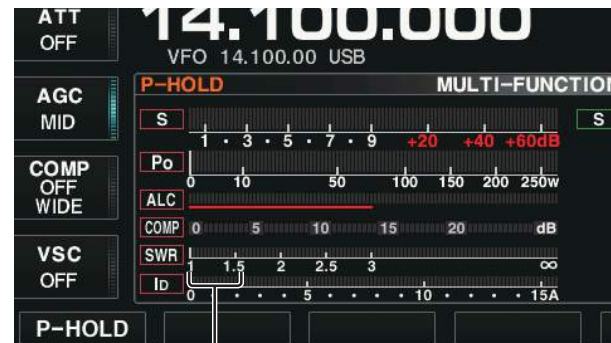 ATT
OFF
14.100.000
VFO 14.100.00 USB
AGC
MID
COMP
OFF
WIDE
VSC
OFF
P-HOLD MULTI-FUNCTION
S 1 · 3 · 5 · 7 · 9 +20 +40 +60dB
S
Po 0 10 50 100 150 200 250W
ALC
COMP 0 5 10 15 20 dB
SWR 1 1.5 2 2.5 3 ∞
ID 0 · · · · 5 · · · · 10 · · · · 15A
P-HOLD